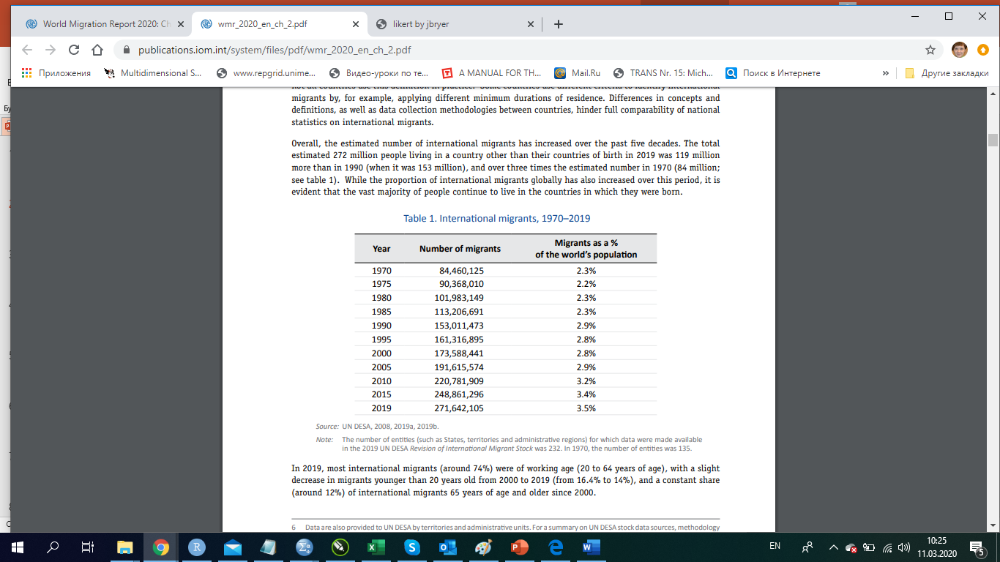 World Migration Report 2020: Ch
wmr_2020_en_ch_2.pdf
likert by jbryer
publications.iom.int/system/files/pdf/wmr_2020_en_ch_2.pdf
Приложения
Multidimensional S...
www.repgrid.unime...
Видео-уроки по те...
A MANUAL FOR TH...
Mail.Ru
TRANS Nr. 15: Mich...
Поиск в Интернете
»
Другие закладки
not all countries use this definition in practice. Some countries use different criteria to identify international
migrants by, for example, applying different minimum durations of residence. Differences in concepts and
definitions, as well as data collection methodologies between countries, hinder full comparability of national
statistics on international migrants.
Overall, the estimated number of international migrants has increased over the past five decades. The total
estimated 272 million people living in a country other than their countries of birth in 2019 was 119 million
more than in 1990 (when it was 153 million), and over three times the estimated number in 1970 (84 million;
see table 1). While the proportion of international migrants globally has also increased over this period, it is
evident that the vast majority of people continue to live in the countries in which they were born.
Table 1. International migrants, 1970–2019
Year Number of migrants Migrants as a %
of the world's population
1970 84,460,125 2.3%
1975 90,368,010 2.2%
1980 101,983,149 2.3%
1985 113,206,691 2.3%
1990 153,011,473 2.9%
1995 161,316,895 2.8%
2000 173,588,441 2.8%
2005 191,615,574 2.9%
2010 220,781,909 3.2%
2015 248,861,296 3.4%
2019 271,642,105 3.5%
Source: UN DESA, 2008, 2019a, 2019b.
Note: The number of entities (such as States, territories and administrative regions) for which data were made available
in the 2019 UN DESA Revision of International Migrant Stock was 232. In 1970, the number of entities was 135.
In 2019, most international migrants (around 74%) were of working age (20 to 64 years of age), with a slight
decrease in migrants younger than 20 years old from 2000 to 2019 (from 16.4% to 14%), and a constant share
(around 12%) of international migrants 65 years of age and older since 2000.
6 Data are also provided to UN DESA by territories and administrative units. For a summary on UN DESA stock data sources, methodology
EN
10:25
11.03.2020
5